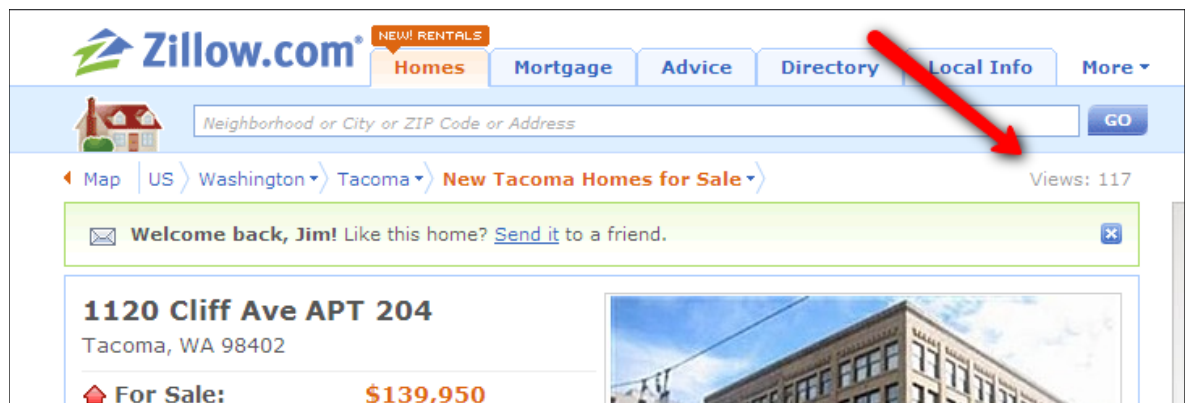 NEW! RENTALS
Zillow.com®
Homes Mortgage Advice Directory Local Info More
Neighborhood or City or ZIP Code or Address GO
Map US Washington Tacoma New Tacoma Homes for Sale Views: 117
Welcome back, Jim! Like this home? Send it to a friend.
1120 Cliff Ave APT 204
Tacoma, WA 98402
For Sale: $139,950